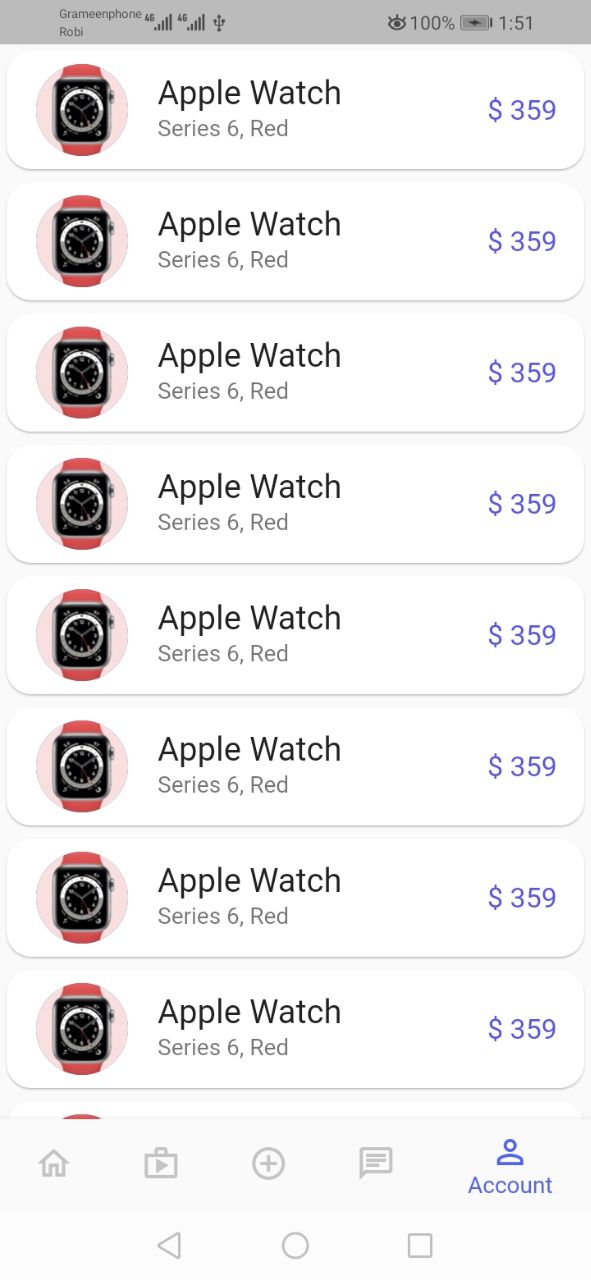 Grameenphone
Robi
4G 4G 100% 1:51
Apple Watch
Series 6, Red
$ 359
Apple Watch
Series 6, Red
$ 359
Apple Watch
Series 6, Red
$ 359
Apple Watch
Series 6, Red
$ 359
Apple Watch
Series 6, Red
$ 359
Apple Watch
Series 6, Red
$ 359
Apple Watch
Series 6, Red
$ 359
Apple Watch
Series 6, Red
$ 359
Account